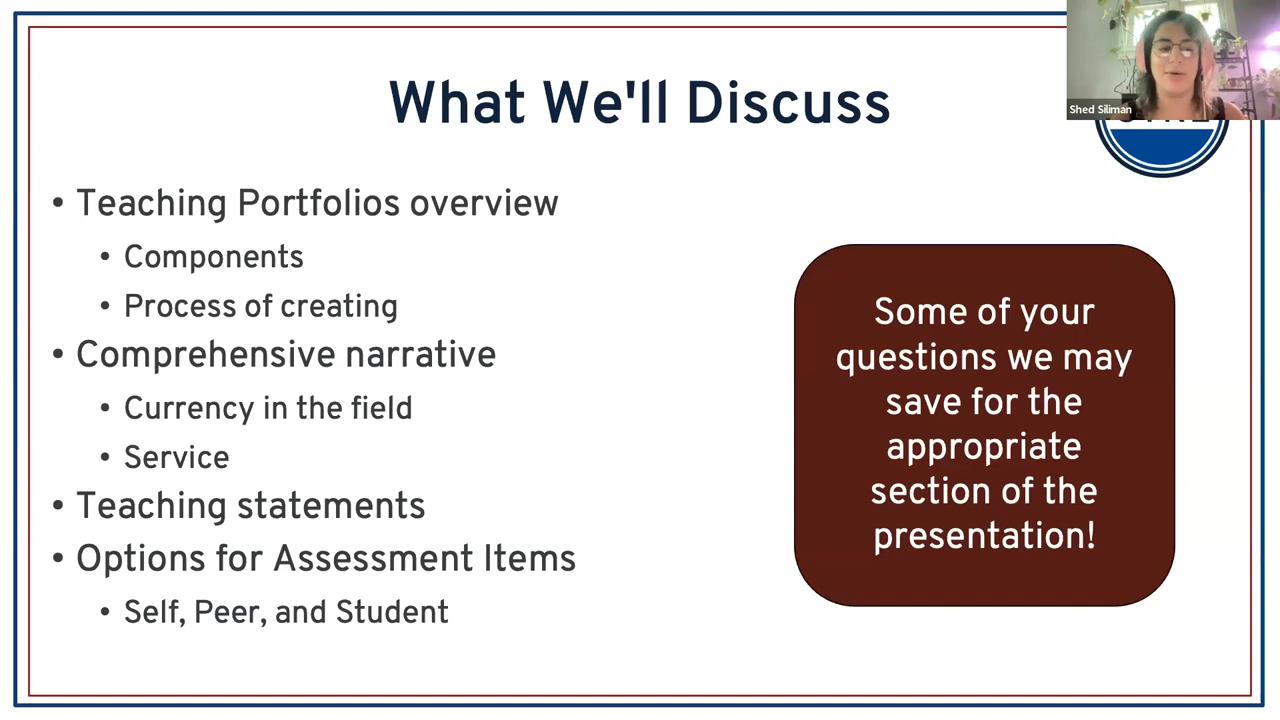 What We'll Discuss
Shed Siliman
• Teaching Portfolios overview
• Components
• Process of creating
• Comprehensive narrative
• Currency in the field
• Service
• Teaching statements
• Options for Assessment Items
• Self, Peer, and Student
Some of your
questions we may
save for the
appropriate
section of the
presentation!